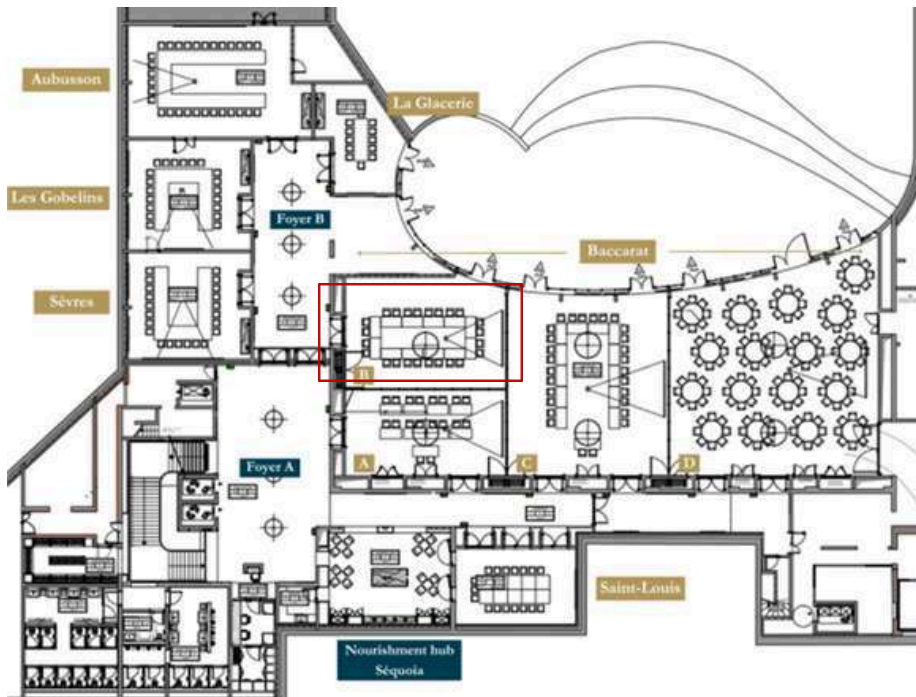 Aubusson
La Glacerie
Les Gobelins
Foyer B
Baccarat
Sèvres
B
A
C
D
Foyer A
Saint-Louis
Nourishment hub
Séquoia